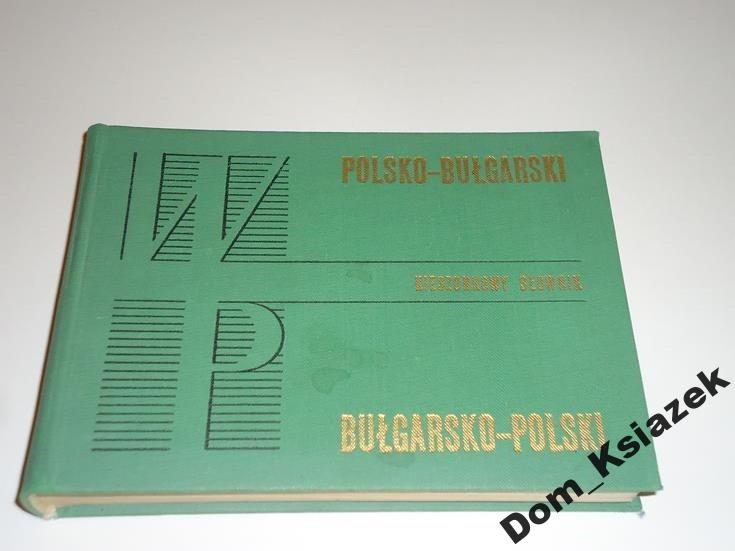 POLSKO-BUŁGARSKI
KIESZONKOWY SŁOWNIK
BUŁGARSKO-POLSKI
WP
Dom_Ksiazek